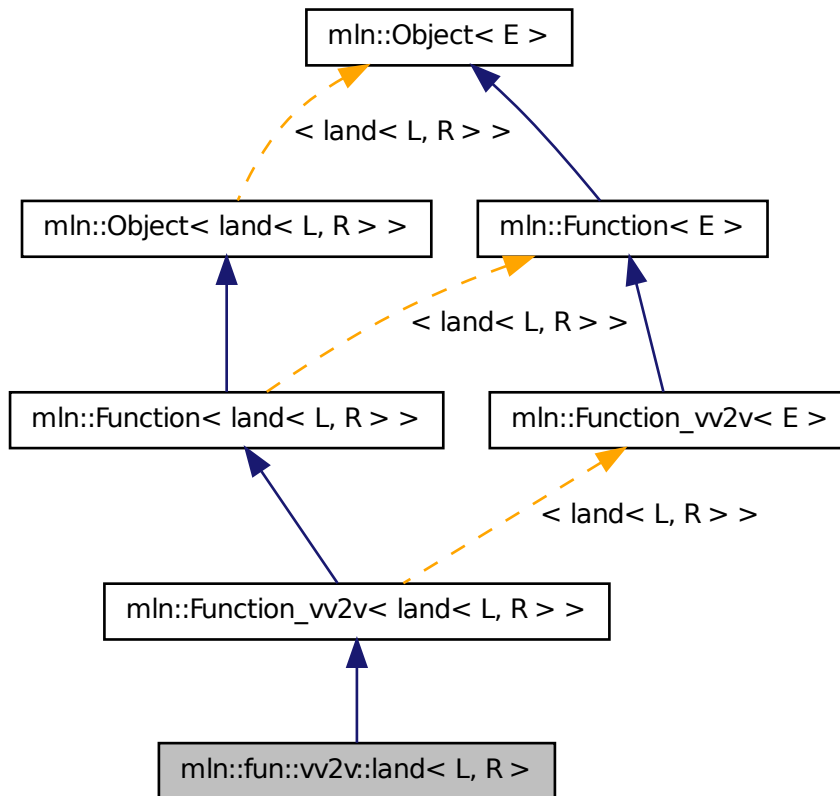 mln::Object< E >
< land< L, R > >
mln::Object< land< L, R > >
mln::Function< E >
< land< L, R > >
mln::Function< land< L, R > >
mln::Function_vv2v< E >
< land< L, R > >
mln::Function_vv2v< land< L, R > >
mln::fun::vv2v::land< L, R >